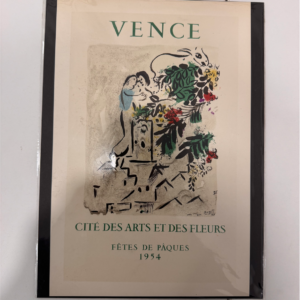 VENCE
CITÉ DES ARTS ET DES FLEURS
FÊTES DE PÂQUES
1954